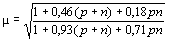 μ = √((1 + 0,46(p + n) + 0,18pn) / (1 + 0,93(p + n) + 0,71pn))